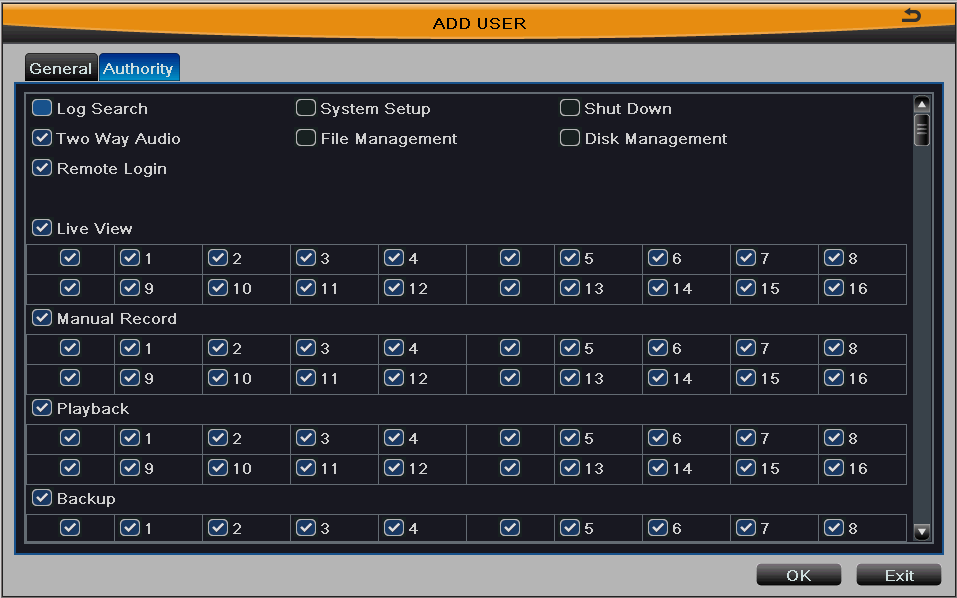 ADD USER
General Authority
Log Search System Setup Shut Down
Two Way Audio File Management Disk Management
Remote Login
Live View
1 2 3 4 5 6 7 8
9 10 11 12 13 14 15 16
Manual Record
1 2 3 4 5 6 7 8
9 10 11 12 13 14 15 16
Playback
1 2 3 4 5 6 7 8
9 10 11 12 13 14 15 16
Backup
1 2 3 4 5 6 7 8
OK Exit